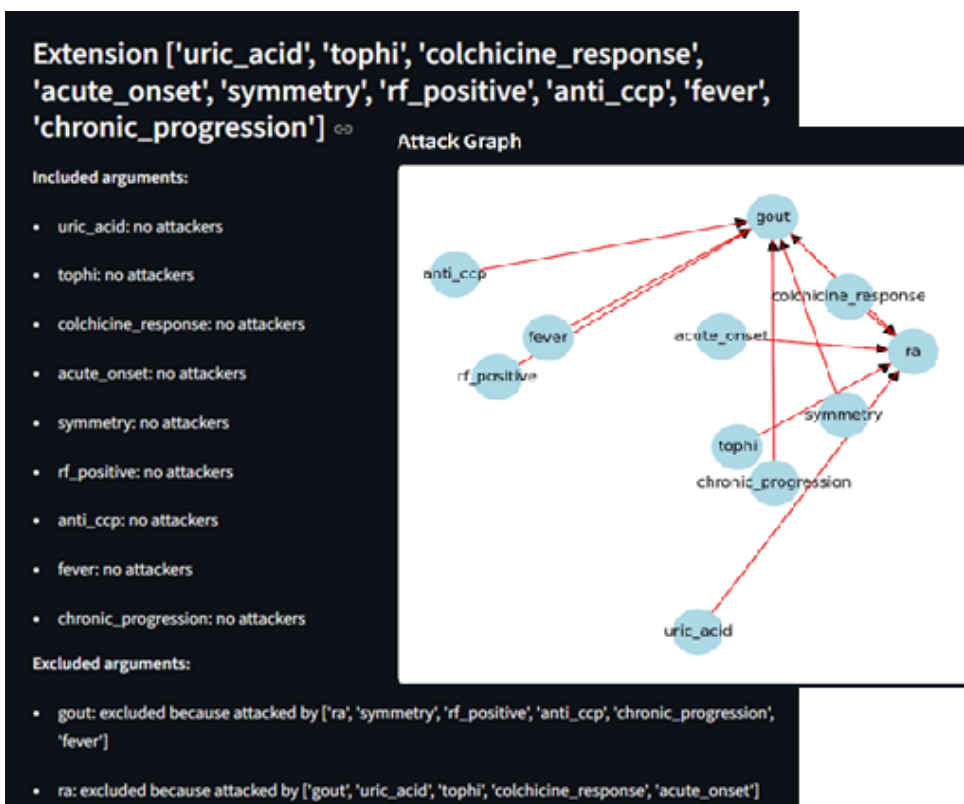 Extension ['uric_acid', 'tophi', 'colchicine_response',
'acute_onset', 'symmetry', 'rf_positive', 'anti_ccp', 'fever',
'chronic_progression']
Included arguments:
• uric_acid: no attackers
• tophi: no attackers
• colchicine_response: no attackers
• acute_onset: no attackers
• symmetry: no attackers
• rf_positive: no attackers
• anti_ccp: no attackers
• fever: no attackers
• chronic_progression: no attackers
Excluded arguments:
• gout: excluded because attacked by ['ra', 'symmetry', 'rf_positive', 'anti_ccp', 'chronic_progression',
'fever']
• ra: excluded because attacked by ['gout', 'uric_acid', 'tophi', 'colchicine_response', 'acute_onset']
Attack Graph
gout
anti_ccp
colchicine_response
fever
acute_onset
ra
rf_positive
symmetry
tophi
chronic_progression
uric_acid